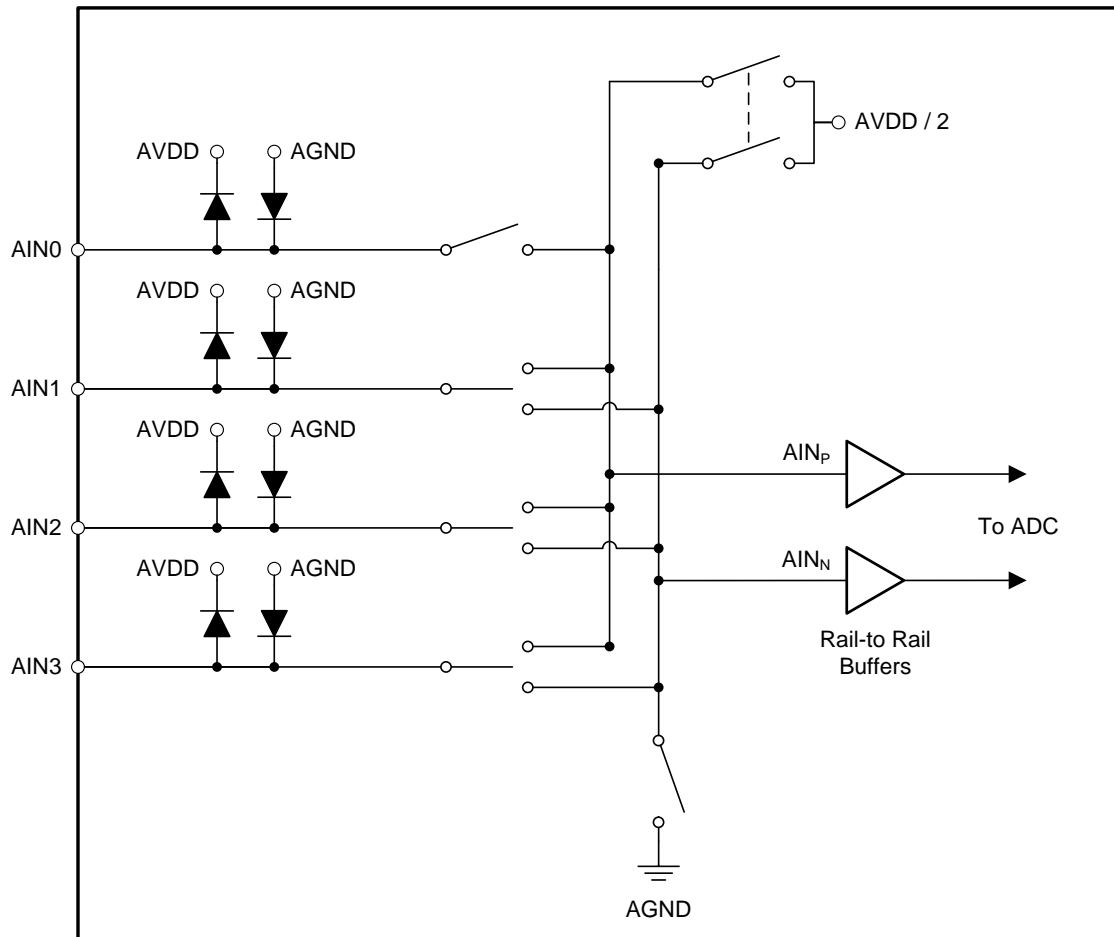 AVDD / 2
AVDD AGND
AIN0
AVDD AGND
AIN1
AVDD AGND
AINP
AIN2
To ADC
AVDD AGND
AINN
AIN3
Rail-to Rail
Buffers
AGND